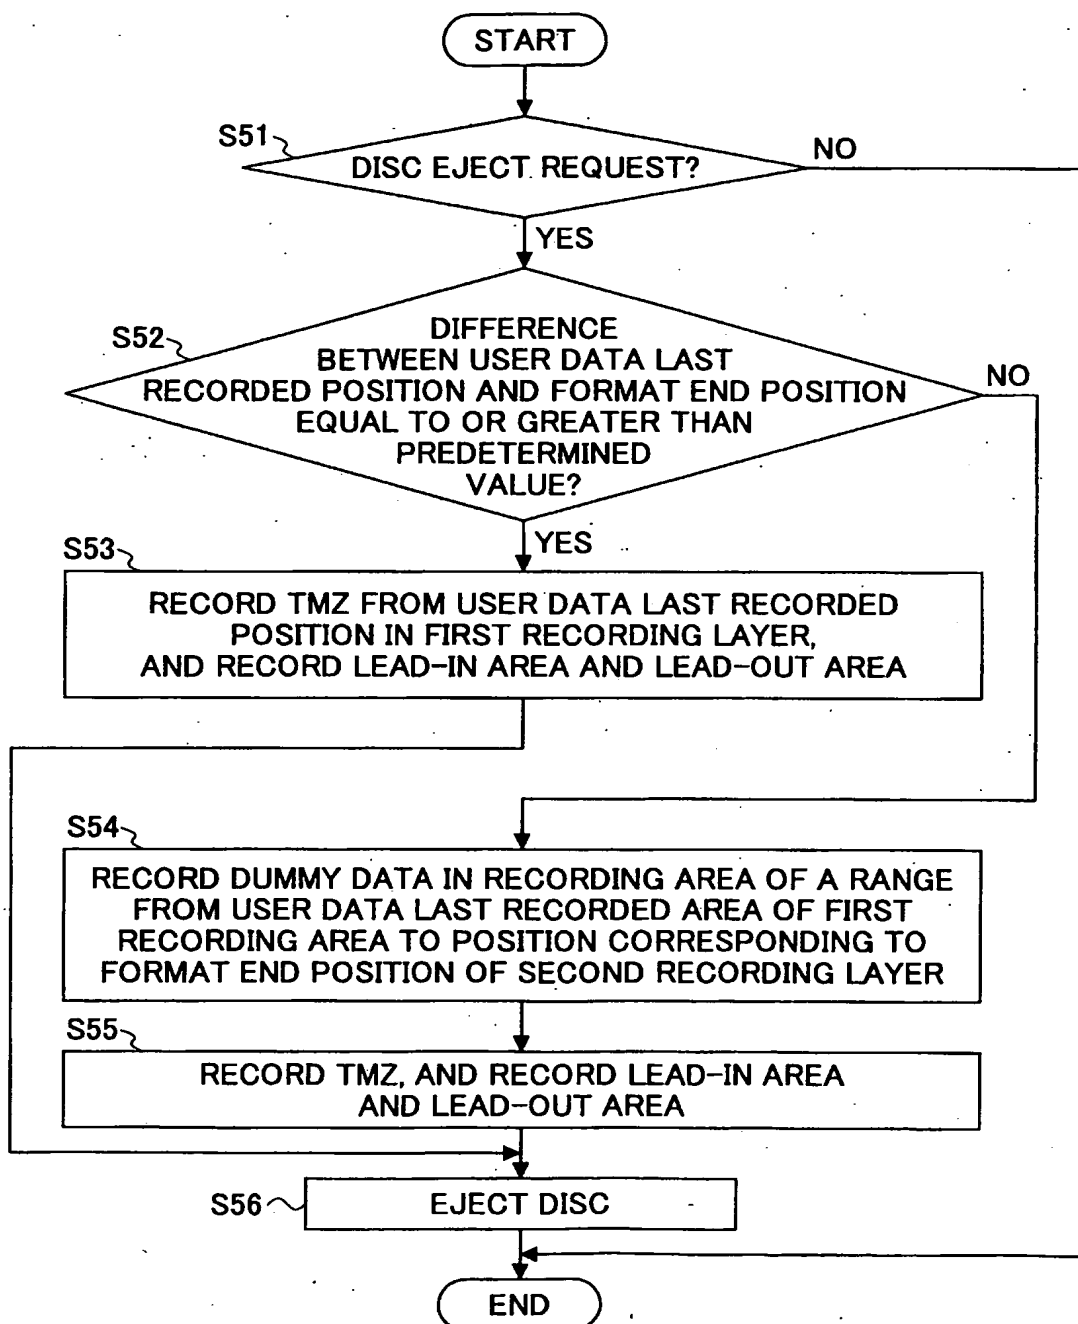 START
S51
DISC EJECT REQUEST?
NO
YES
S52
DIFFERENCE
BETWEEN USER DATA LAST
RECORDED POSITION AND FORMAT END POSITION
EQUAL TO OR GREATER THAN
PREDETERMINED
VALUE?
NO
YES
S53
RECORD TMZ FROM USER DATA LAST RECORDED
POSITION IN FIRST RECORDING LAYER,
AND RECORD LEAD-IN AREA AND LEAD-OUT AREA
S54
RECORD DUMMY DATA IN RECORDING AREA OF A RANGE
FROM USER DATA LAST RECORDED AREA OF FIRST
RECORDING AREA TO POSITION CORRESPONDING TO
FORMAT END POSITION OF SECOND RECORDING LAYER
S55
RECORD TMZ, AND RECORD LEAD-IN AREA
AND LEAD-OUT AREA
S56
EJECT DISC
END